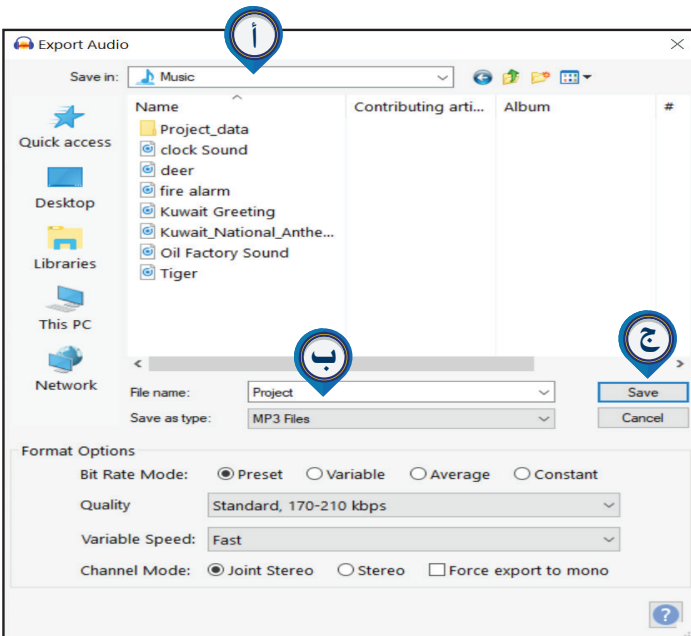 أ
Export Audio
Save in: Music
Name Contributing arti... Album #
Project_data
clock Sound
deer
fire alarm
Kuwait Greeting
Kuwait_National_Anthe...
Oil Factory Sound
Tiger
Quick access
Desktop
Libraries
This PC
Network
ب
ج
File name: Project Save
Save as type: MP3 Files Cancel
Format Options
Bit Rate Mode: Preset Variable Average Constant
Quality Standard, 170-210 kbps
Variable Speed: Fast
Channel Mode: Joint Stereo Stereo Force export to mono
?